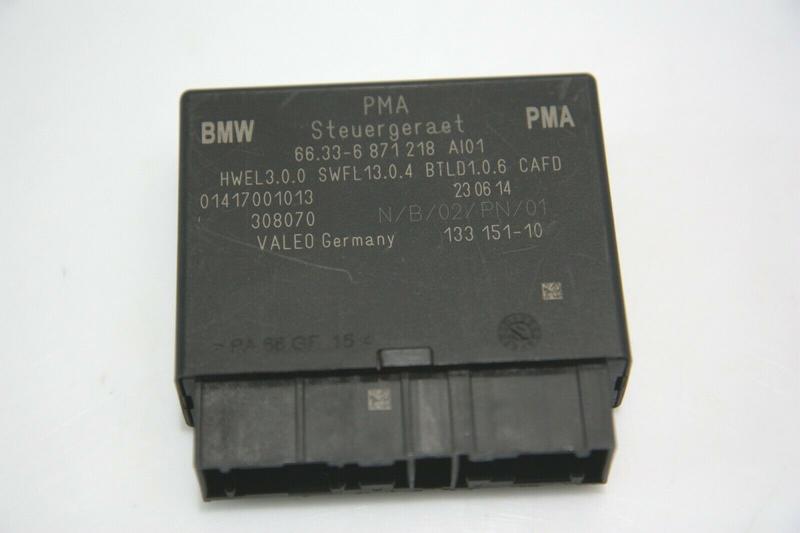 PMA
BMW
Steuergeraet
PMA
66.33-6 871 218 AI01
HWEL3.0.0 SWFL13.0.4 BTLD1.0.6 CAFD
01417001013 23 06 14
308070 N/B/02/PN/01
VALEO Germany 133 151-10
>PA 66 GF 15<